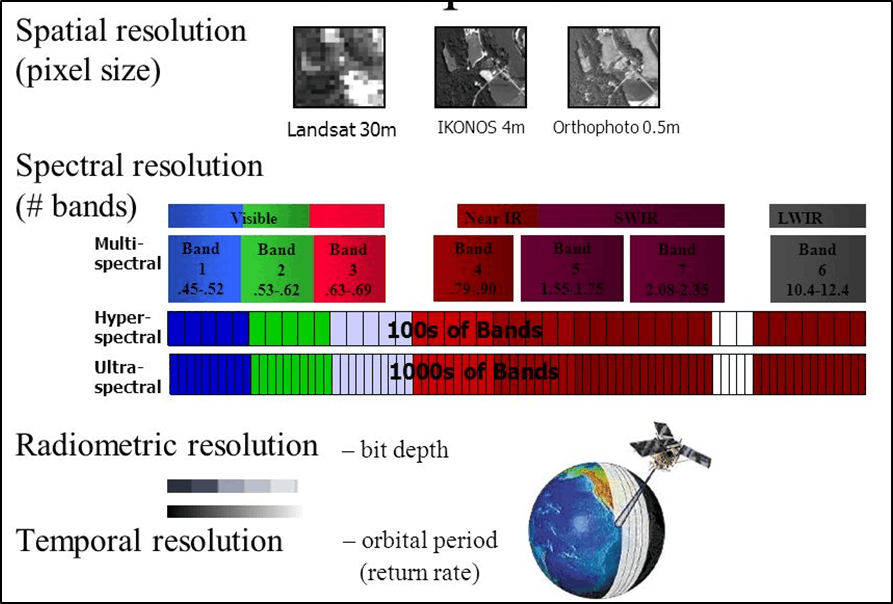 Spatial resolution
(pixel size)
Landsat 30m
IKONOS 4m
Orthophoto 0.5m
Spectral resolution
(# bands)
Visible
Near IR
SWIR
LWIR
Multi-
spectral
Band
1
.45-.52
Band
2
.53-.62
Band
3
.63-.69
Band
4
.79-.90
Band
5
1.55-1.75
Band
7
2.08-2.35
Band
6
10.4-12.4
Hyper-
spectral
100s of Bands
Ultra-
spectral
1000s of Bands
Radiometric resolution
– bit depth
Temporal resolution
– orbital period
(return rate)